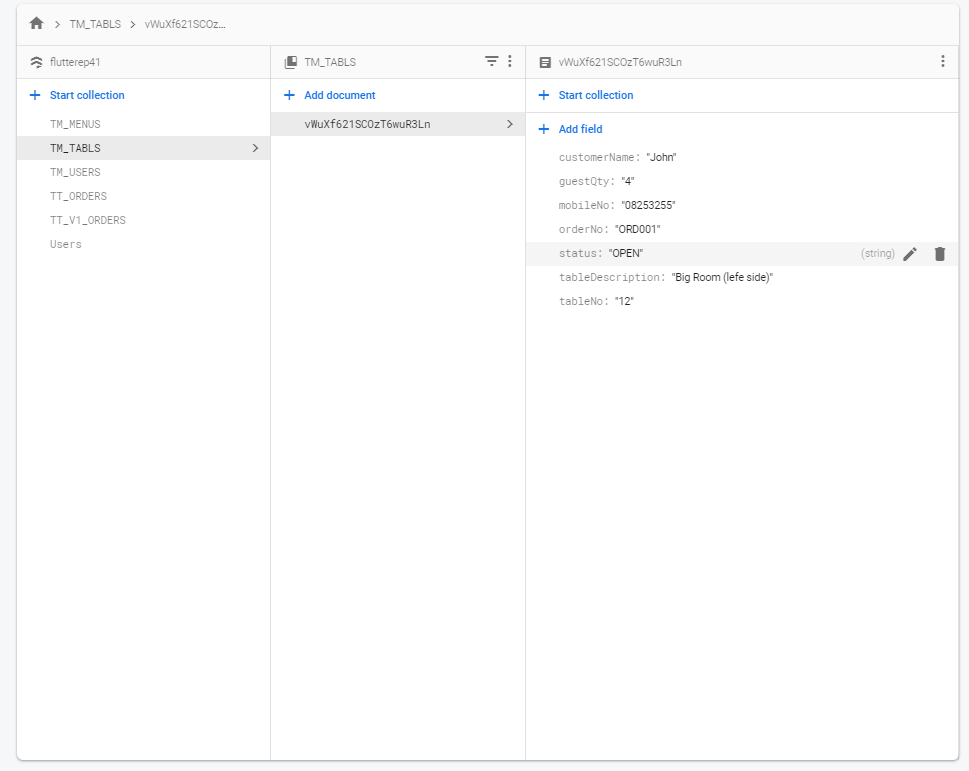 TM_TABLS
vWuXf621SCOz...
flutterep41
Start collection
TM_MENUS
TM_TABLS
TM_USERS
TT_ORDERS
TT_V1_ORDERS
Users
TM_TABLS
Add document
vWuXf621SCOzT6wuR3Ln
vWuXf621SCOzT6wuR3Ln
Start collection
Add field
customerName: "John"
guestQty: "4"
mobileNo: "08253255"
orderNo: "ORD001"
status: "OPEN" (string)
tableDescription: "Big Room (lefe side)"
tableNo: "12"